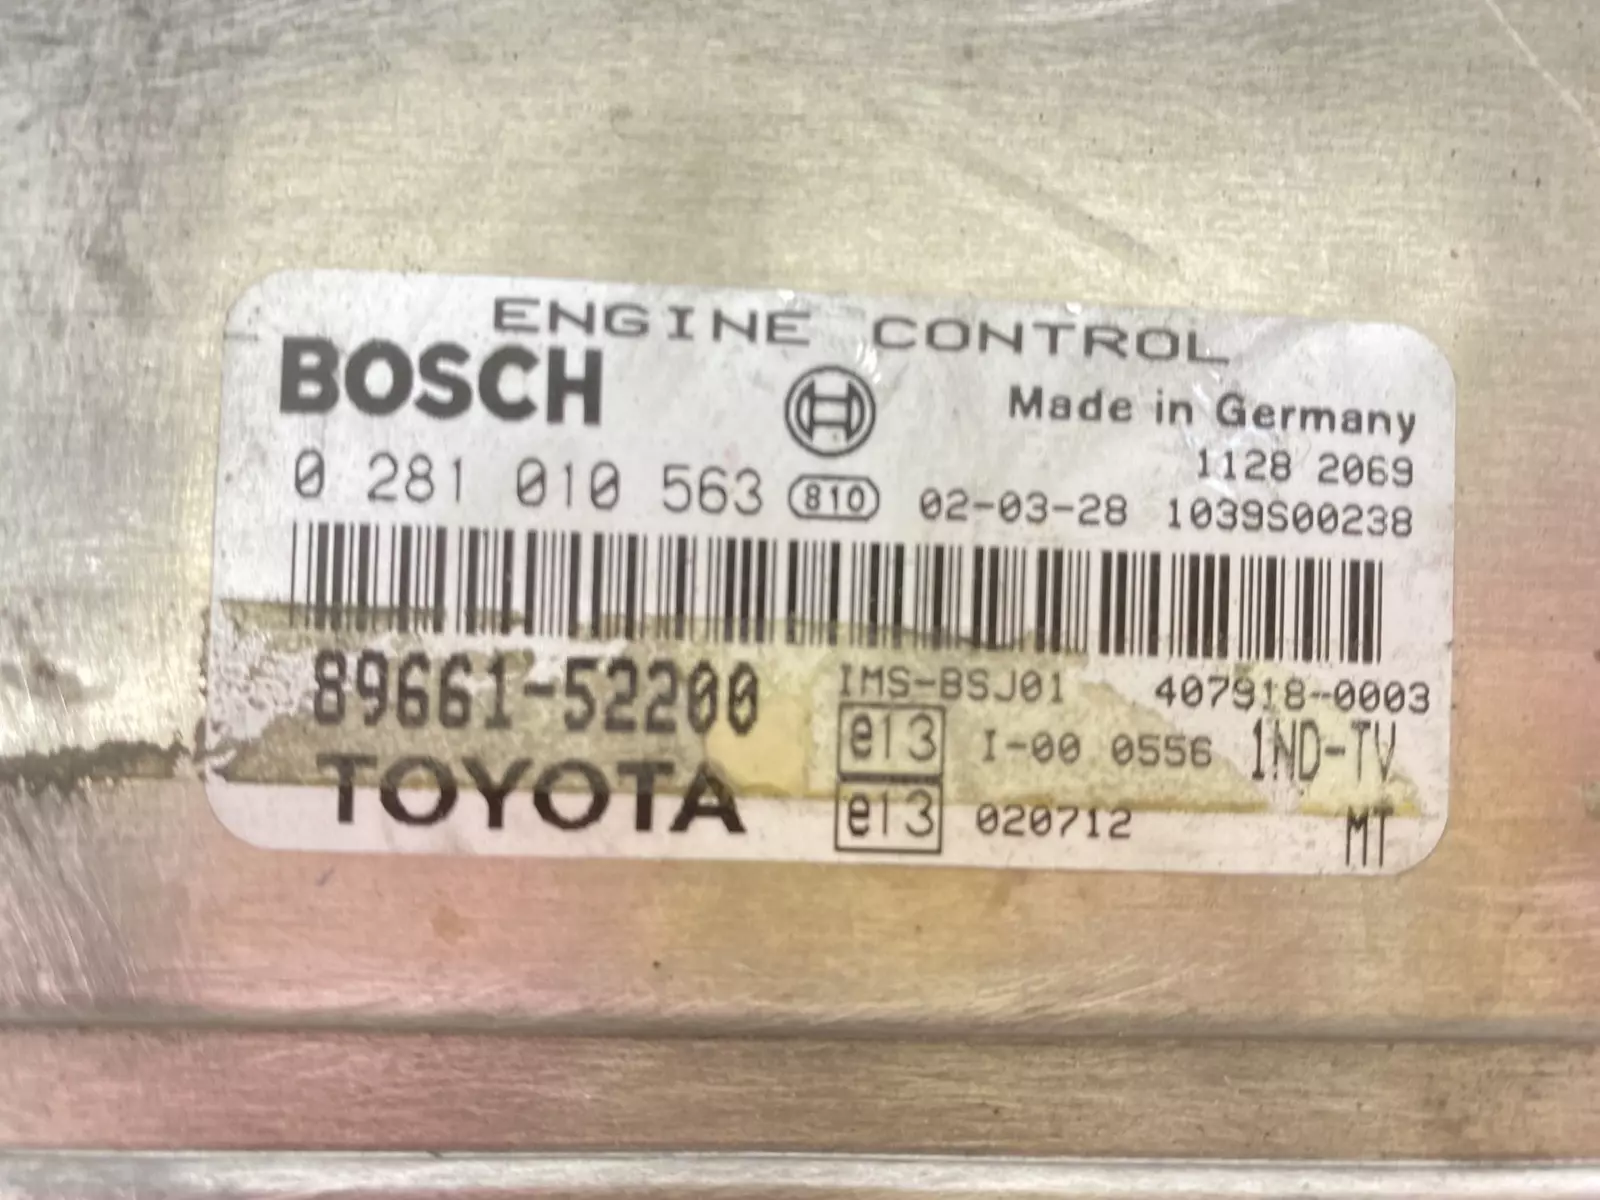 ENGINE CONTROL
BOSCH
Made in Germany
1128 2069
0 281 010 563 810 02-03-28 1039S00238
89661-52200 IMS-BSJ01 407918-0003
e13 I-00 0556 1ND-TV
TOYOTA e13 020712 MT